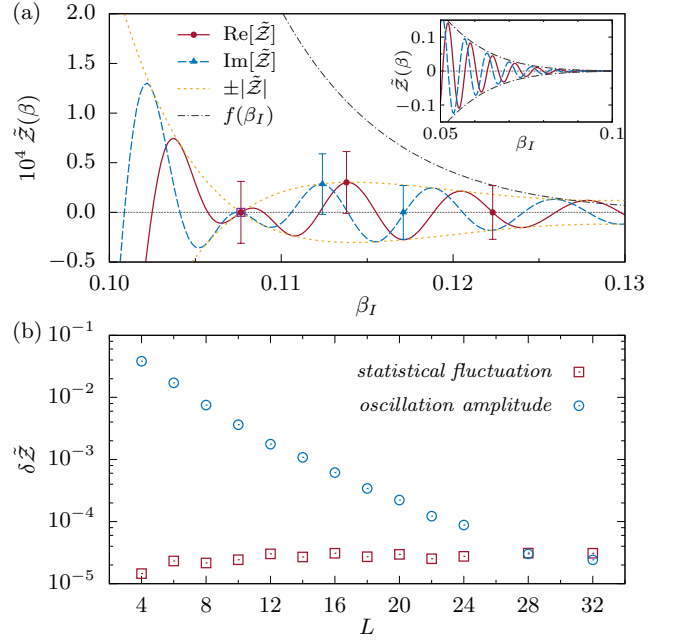 (a)
2.0
1.5
1.0
0.5
0.0
−0.5
10⁴ Z̃(β)
Re[Z̃]
Im[Z̃]
±|Z̃|
f(β_I)
0.1
0
−0.1
Z̃(β)
0.05 0.1
β_I
0.10 0.11 0.12 0.13
β_I
(b)
10⁻¹
10⁻²
10⁻³
10⁻⁴
10⁻⁵
δZ̃
statistical fluctuation
oscillation amplitude
4 8 12 16 20 24 28 32
L